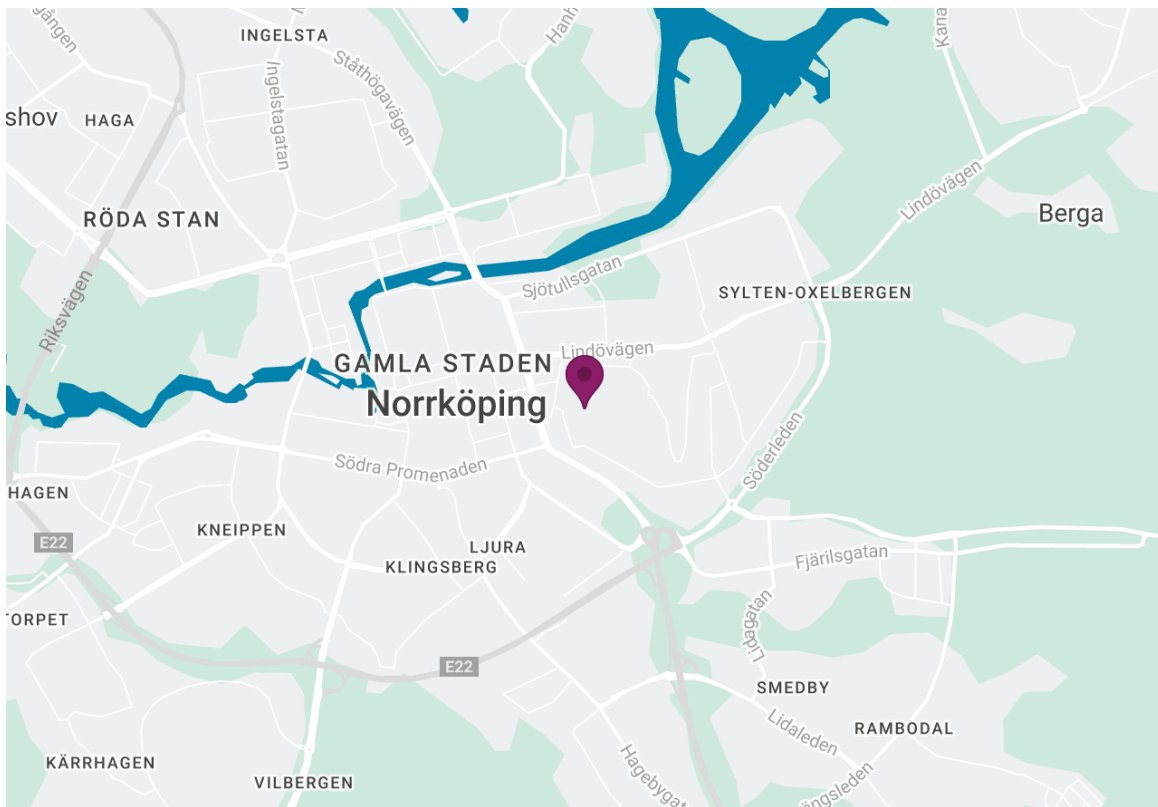 INGELSTA
Ståthögavägen
Ingelstagatan
shov
HAGA
Lindövägen
RÖDA STAN
Berga
Sjötullsgatan
SYLTEN-OXELBERGEN
Riksvägen
Lindövägen
GAMLA STADEN
Norrköping
Söderleden
Södra Promenaden
HAGEN
KNEIPPEN
E22
LJURA
KLINGSBERG
Fjärilsgatan
TORPET
Lidagatan
E22
SMEDBY
Lidaleden
RAMBODAL
KÄRRHAGEN
VILBERGEN